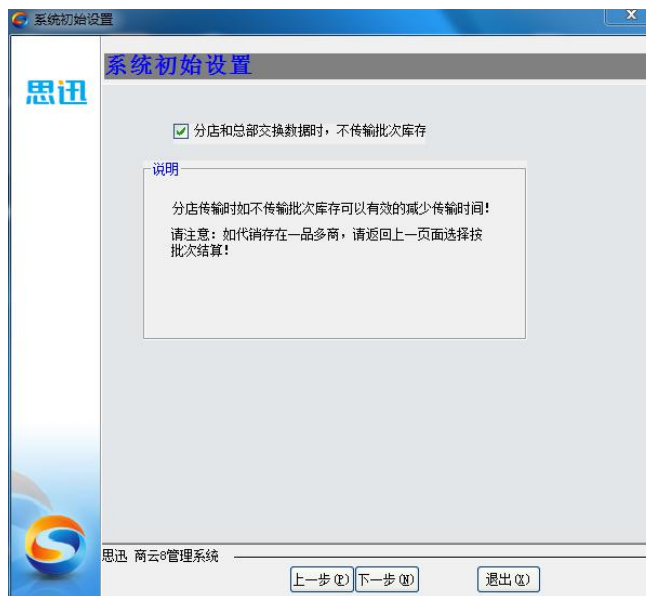 系统初始设置
系统初始设置
思迅
分店和总部交换数据时，不传输批次库存
说明
分店传输时如不传输批次库存可以有效的减少传输时间！
请注意：如代销存在一品多商，请返回上一页面选择按
批次结算！
思迅 商云8管理系统
上一步(P) 下一步(N) 退出(X)